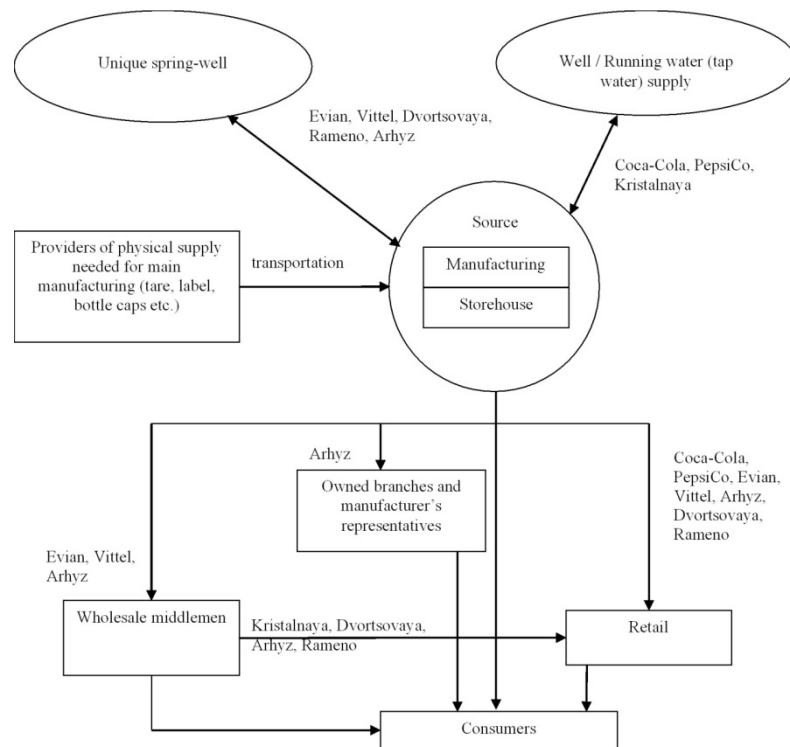 Unique spring-well
Well / Running water (tap
water) supply
Evian, Vittel, Dvortsovaya,
Rameno, Arhyz
Coca-Cola, PepsiCo,
Kristalnaya
Source
Manufacturing
Storehouse
Providers of physical supply
needed for main
manufacturing (tare, label,
bottle caps etc.)
transportation
Arhyz
Owned branches and
manufacturer's
representatives
Coca-Cola,
PepsiCo, Evian,
Vittel, Arhyz,
Dvortsovaya,
Rameno
Evian, Vittel,
Arhyz
Wholesale middlemen
Kristalnaya, Dvortsovaya,
Arhyz, Rameno
Retail
Consumers